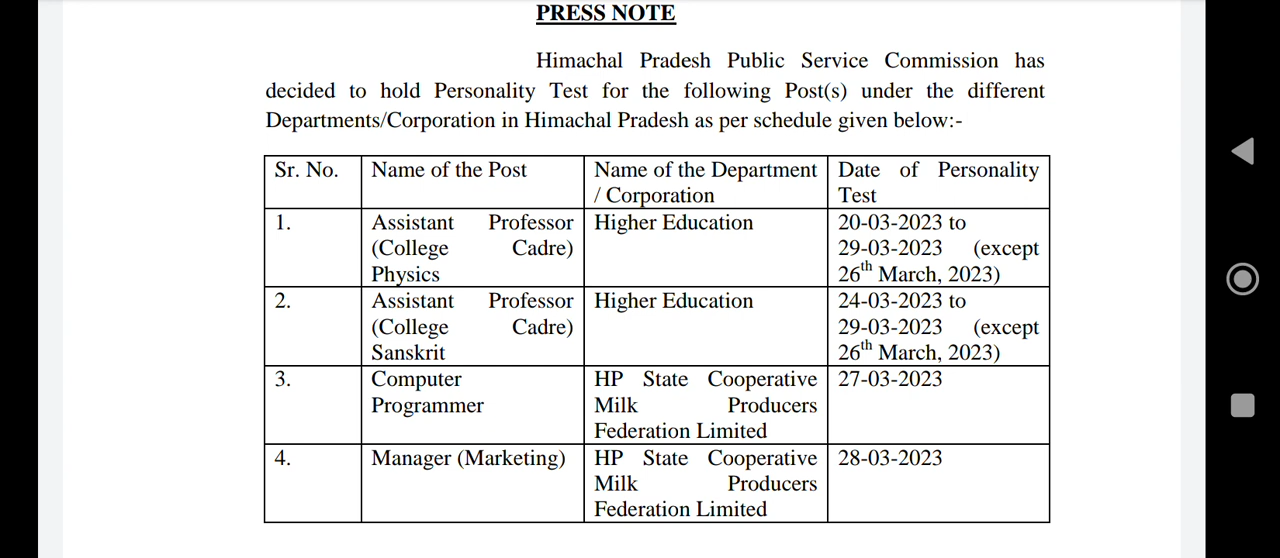 PRESS NOTE
Himachal Pradesh Public Service Commission has
decided to hold Personality Test for the following Post(s) under the different
Departments/Corporation in Himachal Pradesh as per schedule given below:-
Sr. No. Name of the Post Name of the Department / Corporation Date of Personality Test
1. Assistant Professor (College Cadre) Physics Higher Education 20-03-2023 to 29-03-2023 (except 26th March, 2023)
2. Assistant Professor (College Cadre) Sanskrit Higher Education 24-03-2023 to 29-03-2023 (except 26th March, 2023)
3. Computer Programmer HP State Cooperative Milk Producers Federation Limited 27-03-2023
4. Manager (Marketing) HP State Cooperative Milk Producers Federation Limited 28-03-2023